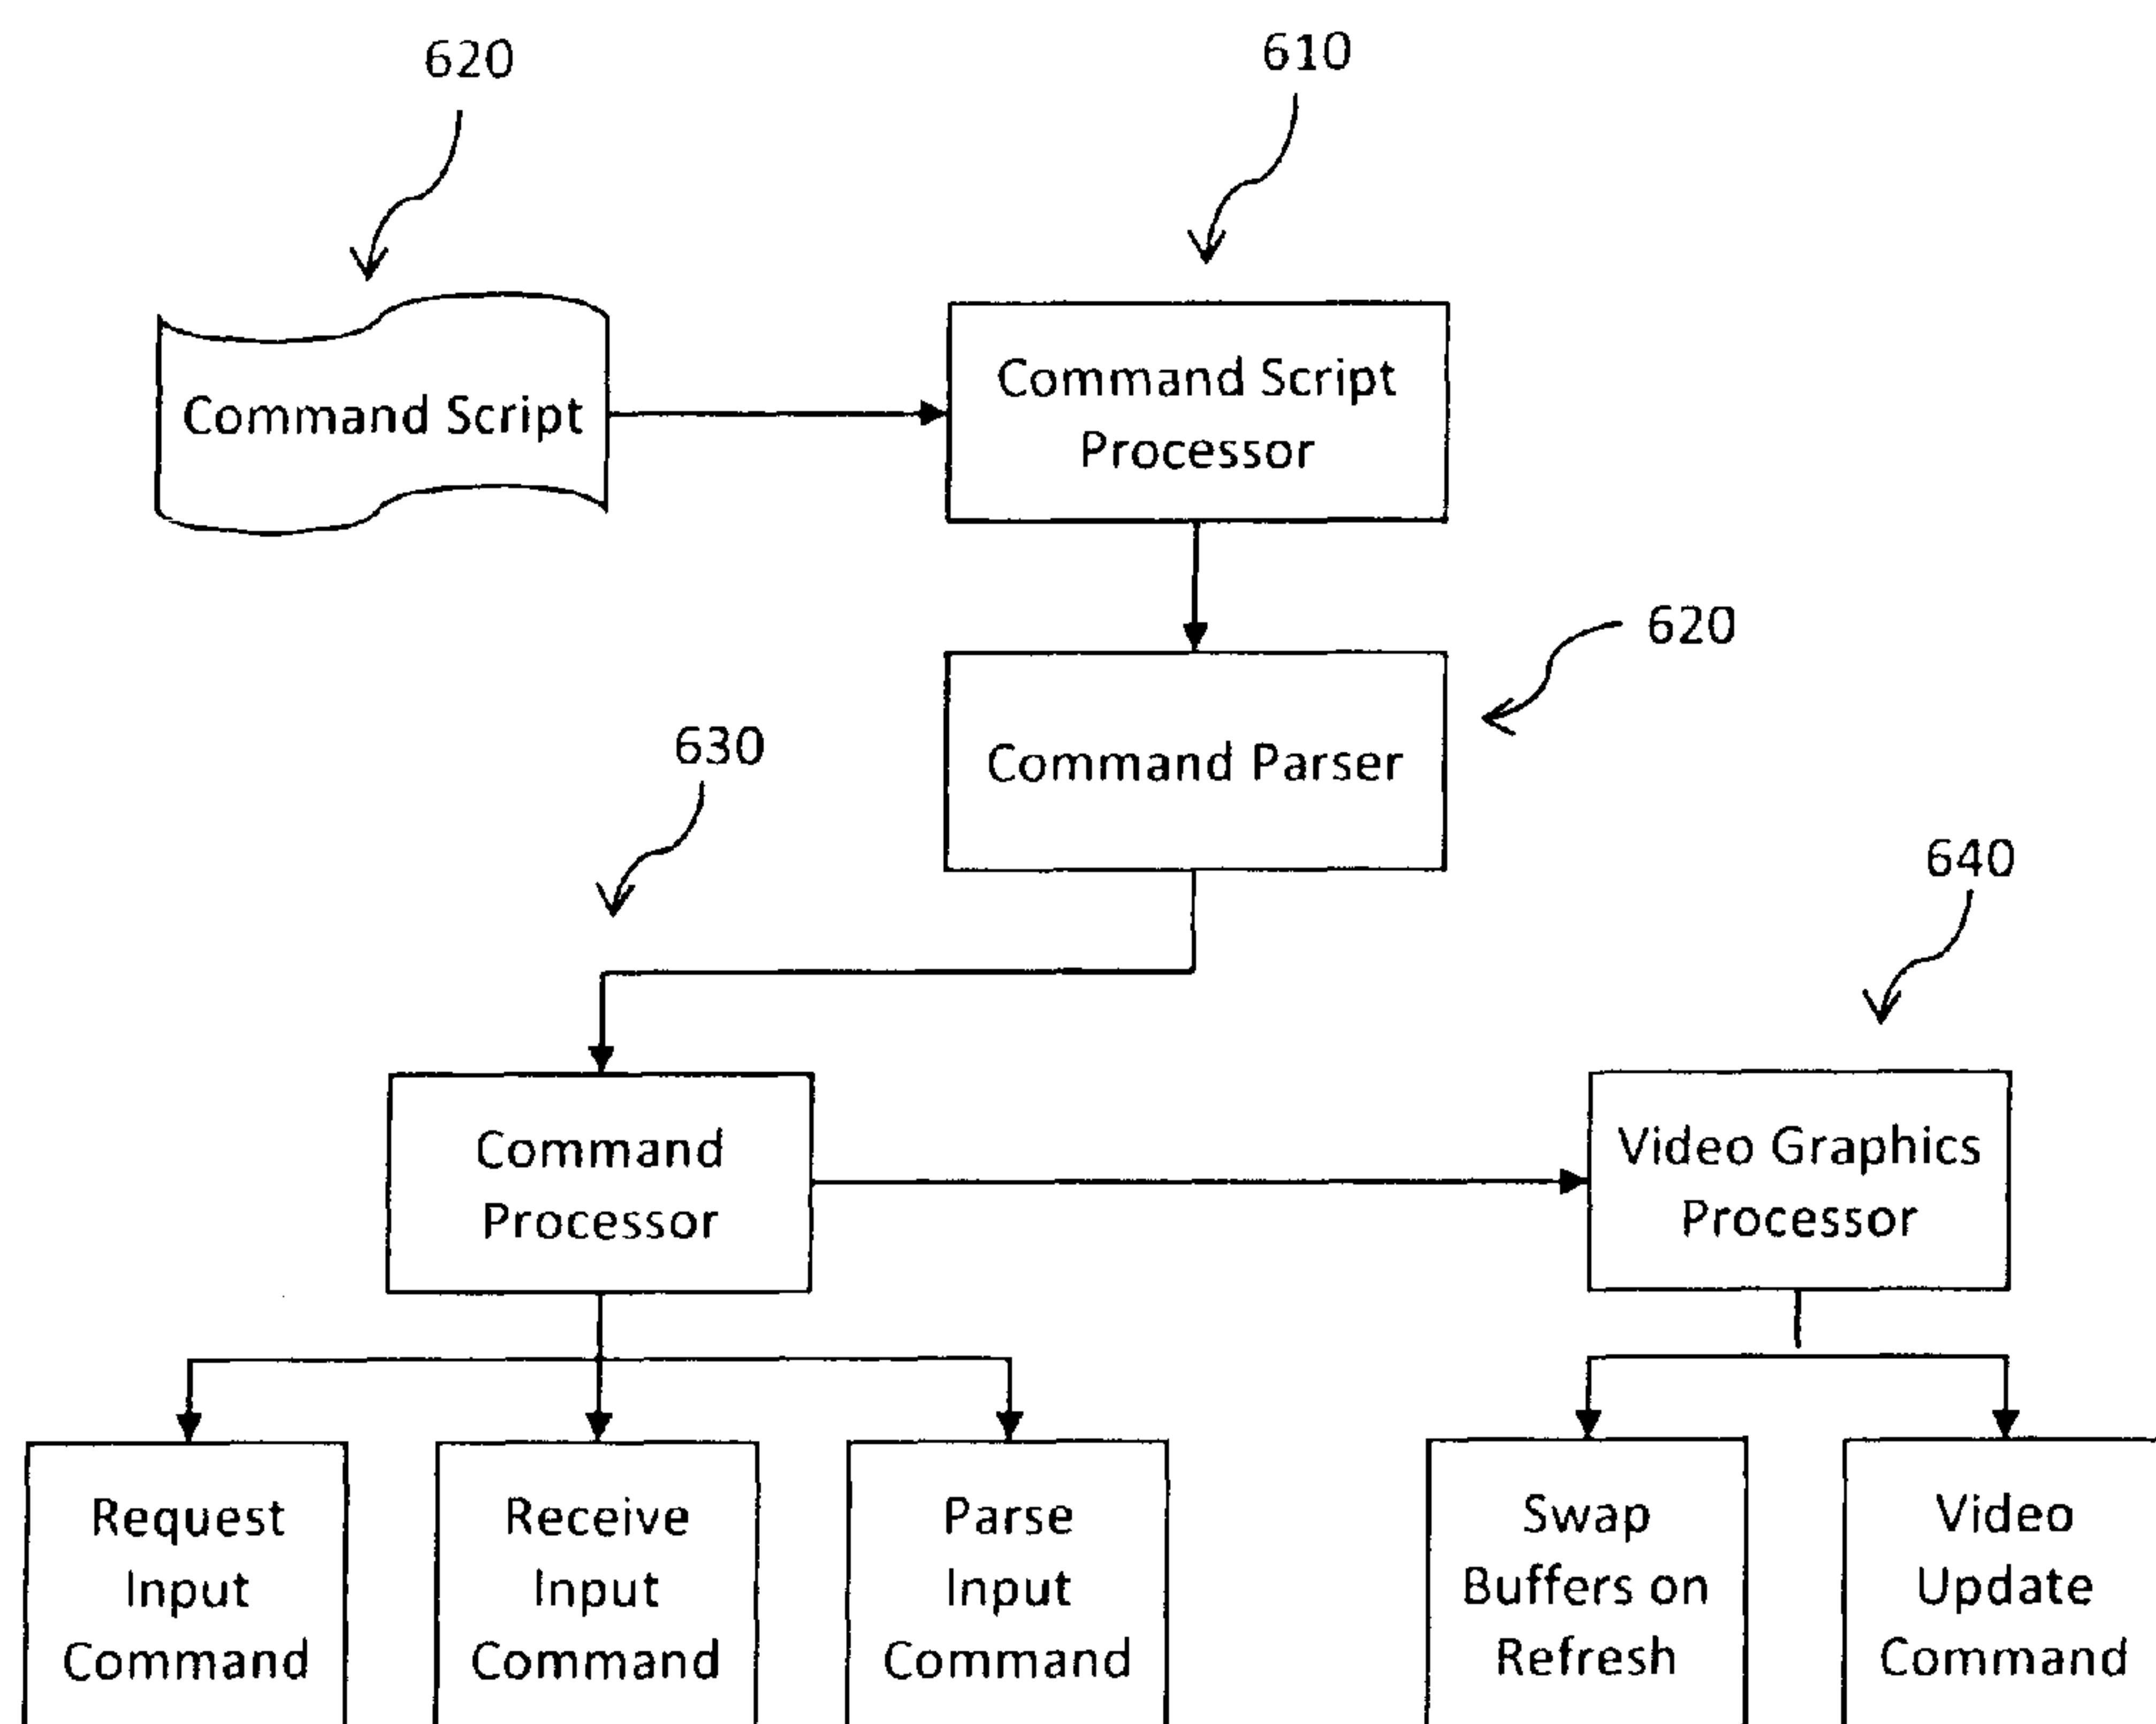 620
610
Command Script
Command Script
Processor
620
Command Parser
630
640
Command
Processor
Video Graphics
Processor
Request
Input
Command
Receive
Input
Command
Parse
Input
Command
Swap
Buffers on
Refresh
Video
Update
Command